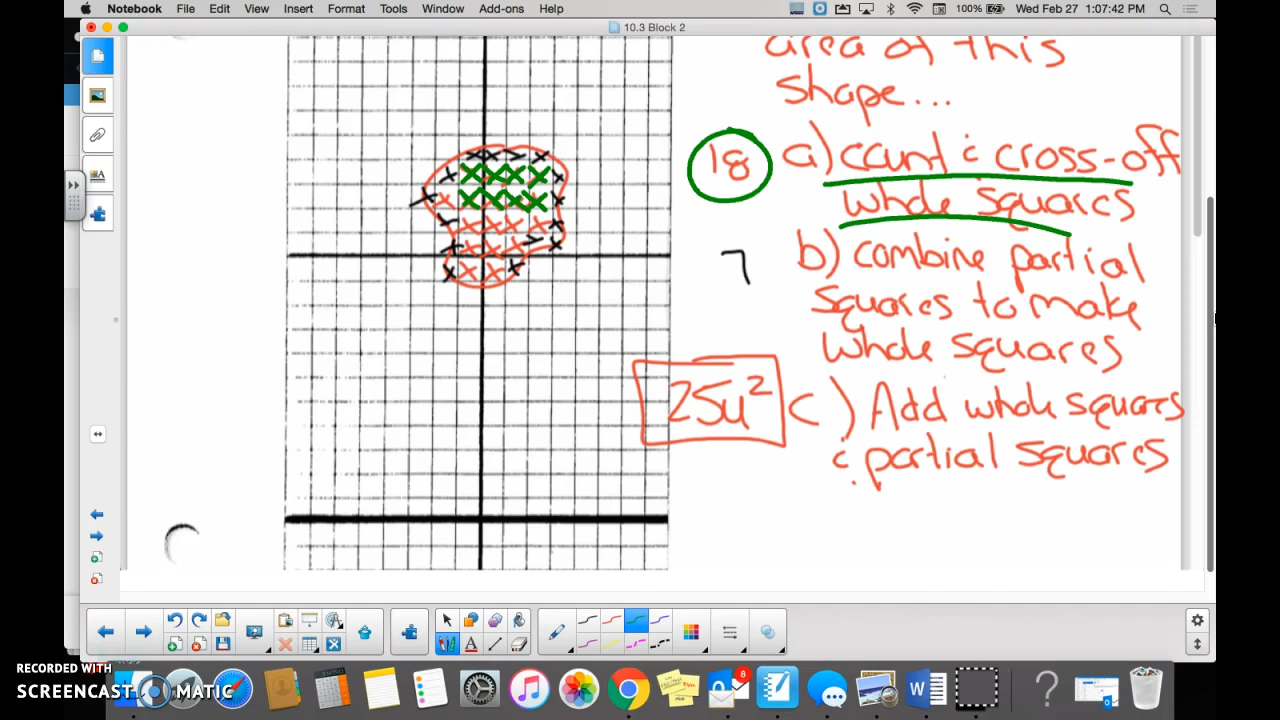 Notebook File Edit View Insert Format Tools Window Add-ons Help 100% Wed Feb 27 1:07:42 PM
10.3 Block 2
area of this
shape...
18 a) count & cross-off
whole squares
7 b) combine partial
squares to make
whole squares
25u² c) Add whole squares
& partial squares
RECORDED WITH
SCREENCAST MATIC
8